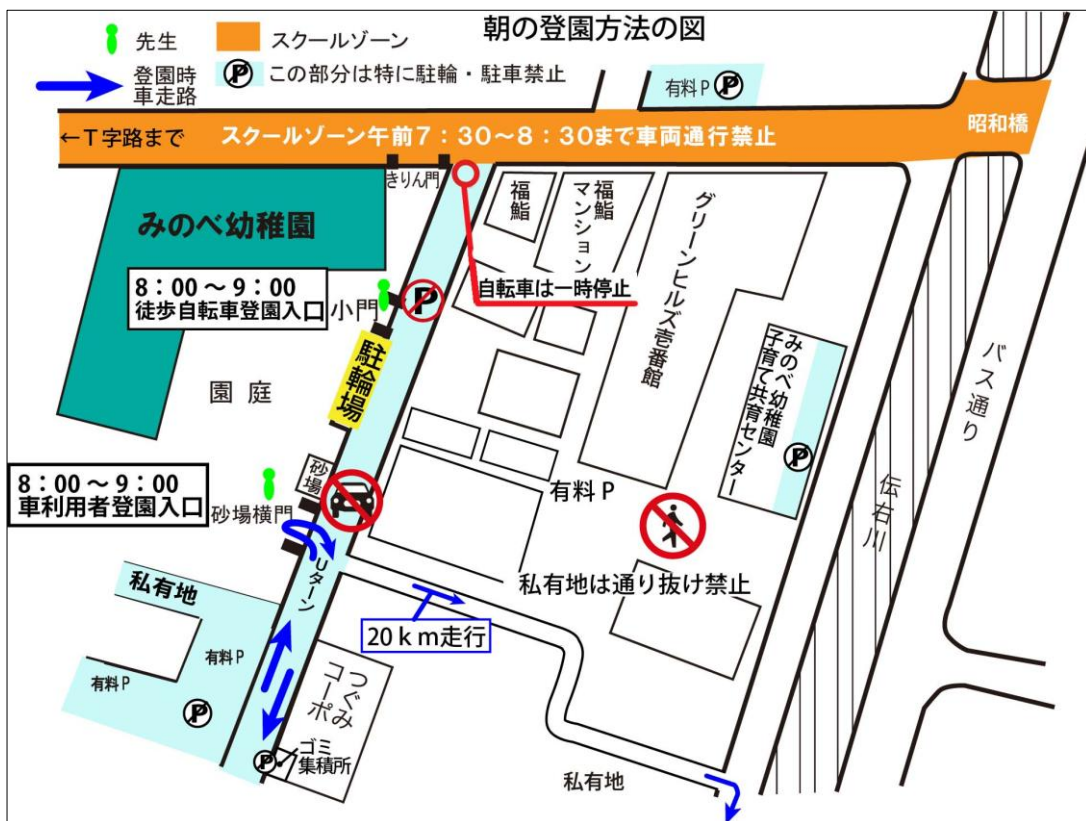 朝の登園方法の図
先生
スクールゾーン
登園時
車走路
この部分は特に駐輪・駐車禁止
有料P
←T字路まで
スクールゾーン午前7:30〜8:30まで車両通行禁止
昭和橋
きりん門
みのべ幼稚園
福鮨
福鮨
マンション
グリーンヒルズ壱番館
自転車は一時停止
8:00〜9:00
徒歩自転車登園入口
小門
P
駐輪場
園庭
みのべ幼稚園
子育て共育センター
バス通り
伝右川
8:00〜9:00
車利用者登園入口
砂場
砂場横門
有料P
Uターン
私有地は通り抜け禁止
私有地
20km走行
有料P
有料P
つぐみ
コーポ
ゴミ
集積所
私有地